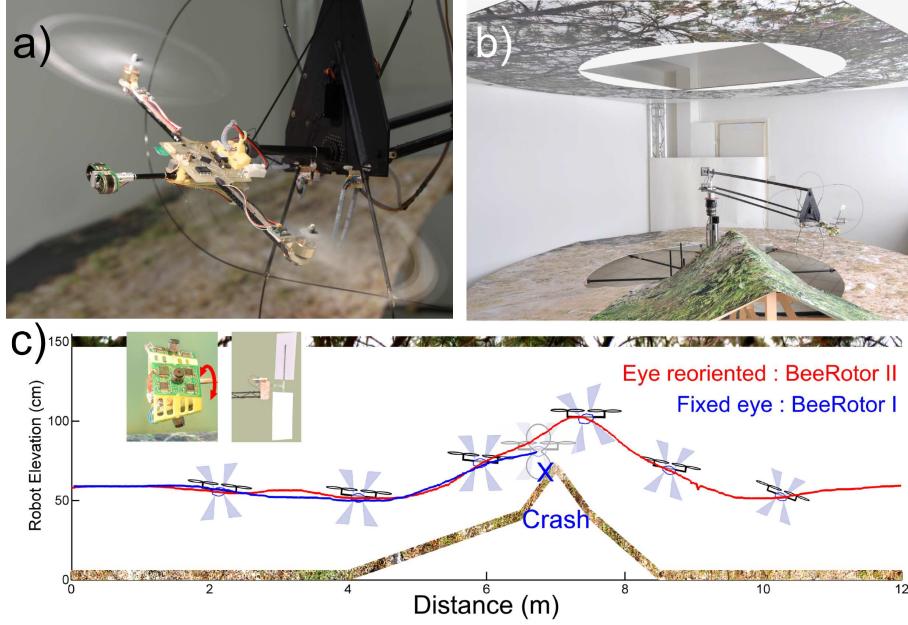 a)
b)
c)
150
100
50
0
Robot Elevation (cm)
Eye reoriented : BeeRotor II
Fixed eye : BeeRotor I
X
Crash
0
2
4
6
8
10
12
Distance (m)